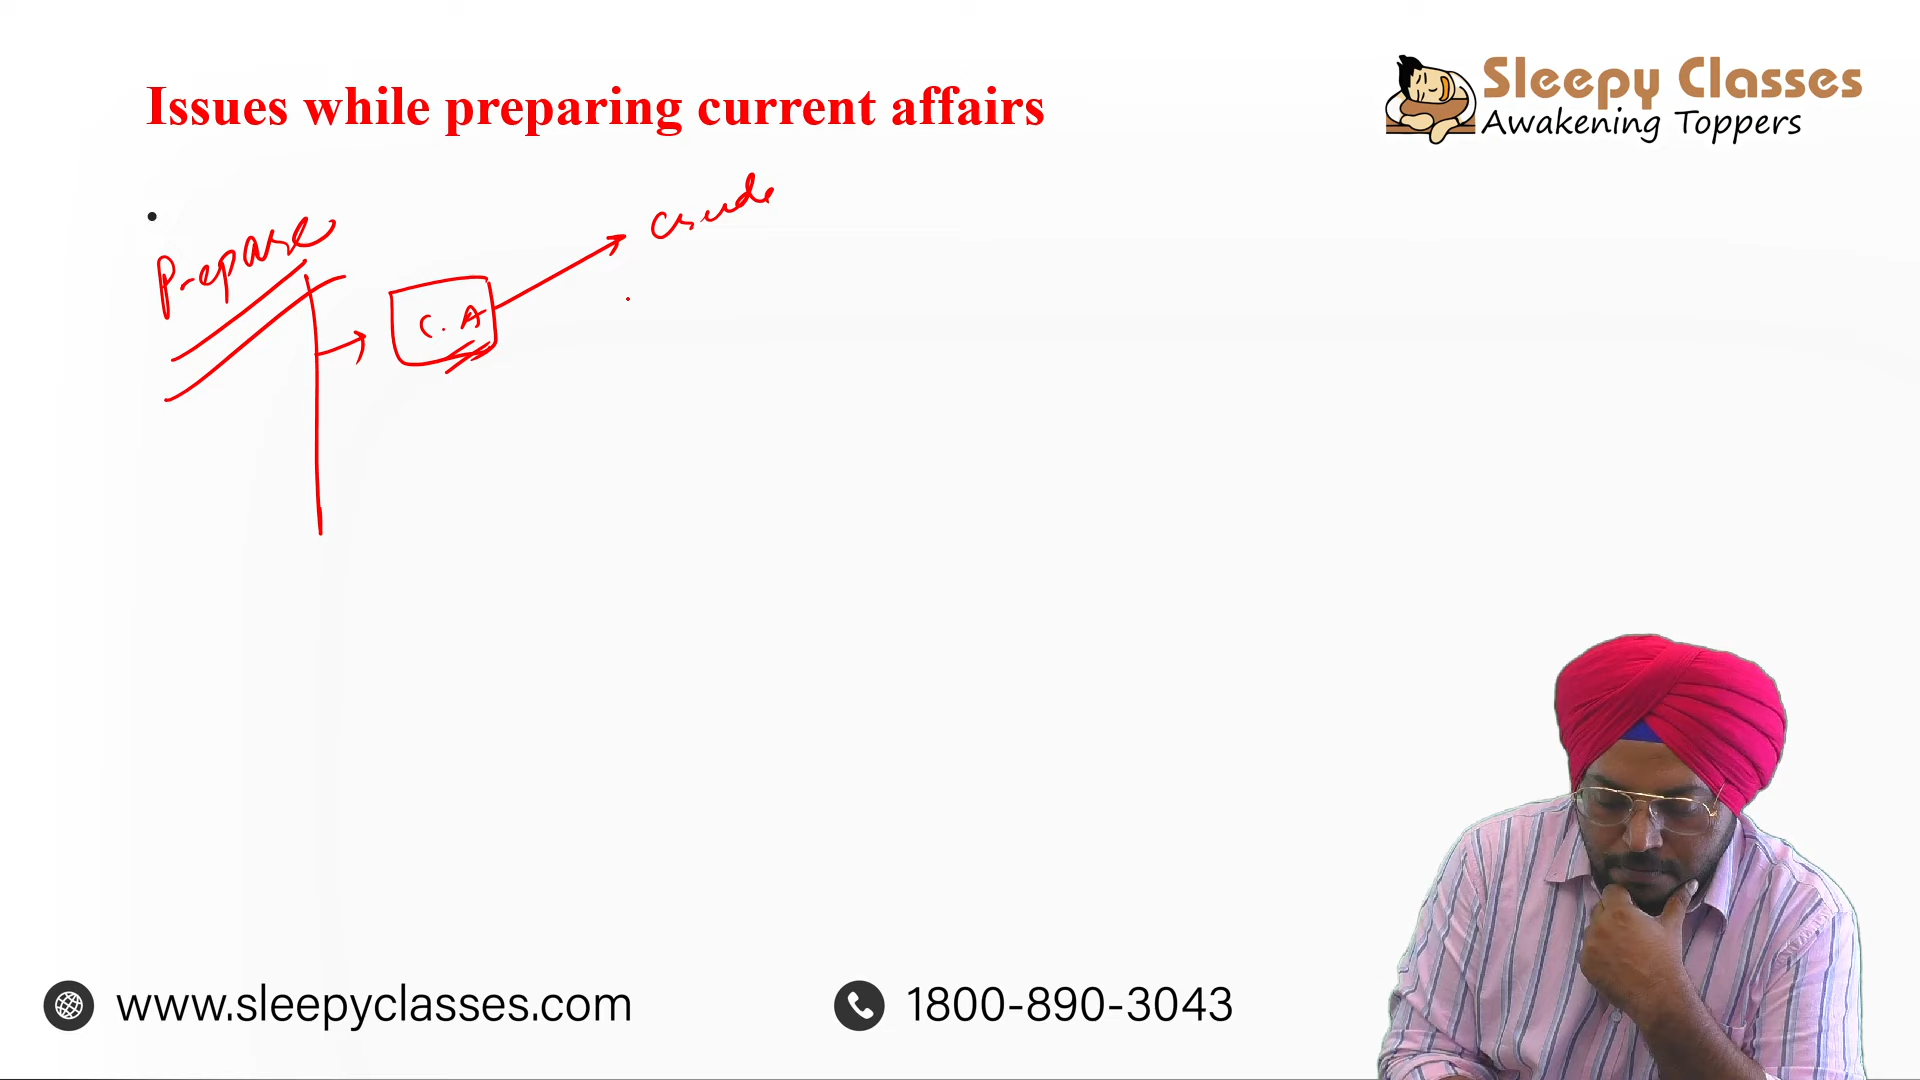 Issues while preparing current affairs
Sleepy Classes
Awakening Toppers
Prepare
C.A
crude
www.sleepyclasses.com
1800-890-3043